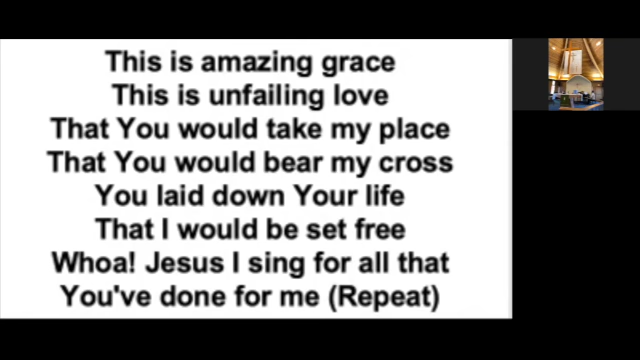 This is amazing grace
This is unfailing love
That You would take my place
That You would bear my cross
You laid down Your life
That I would be set free
Whoa! Jesus I sing for all that
You've done for me (Repeat)